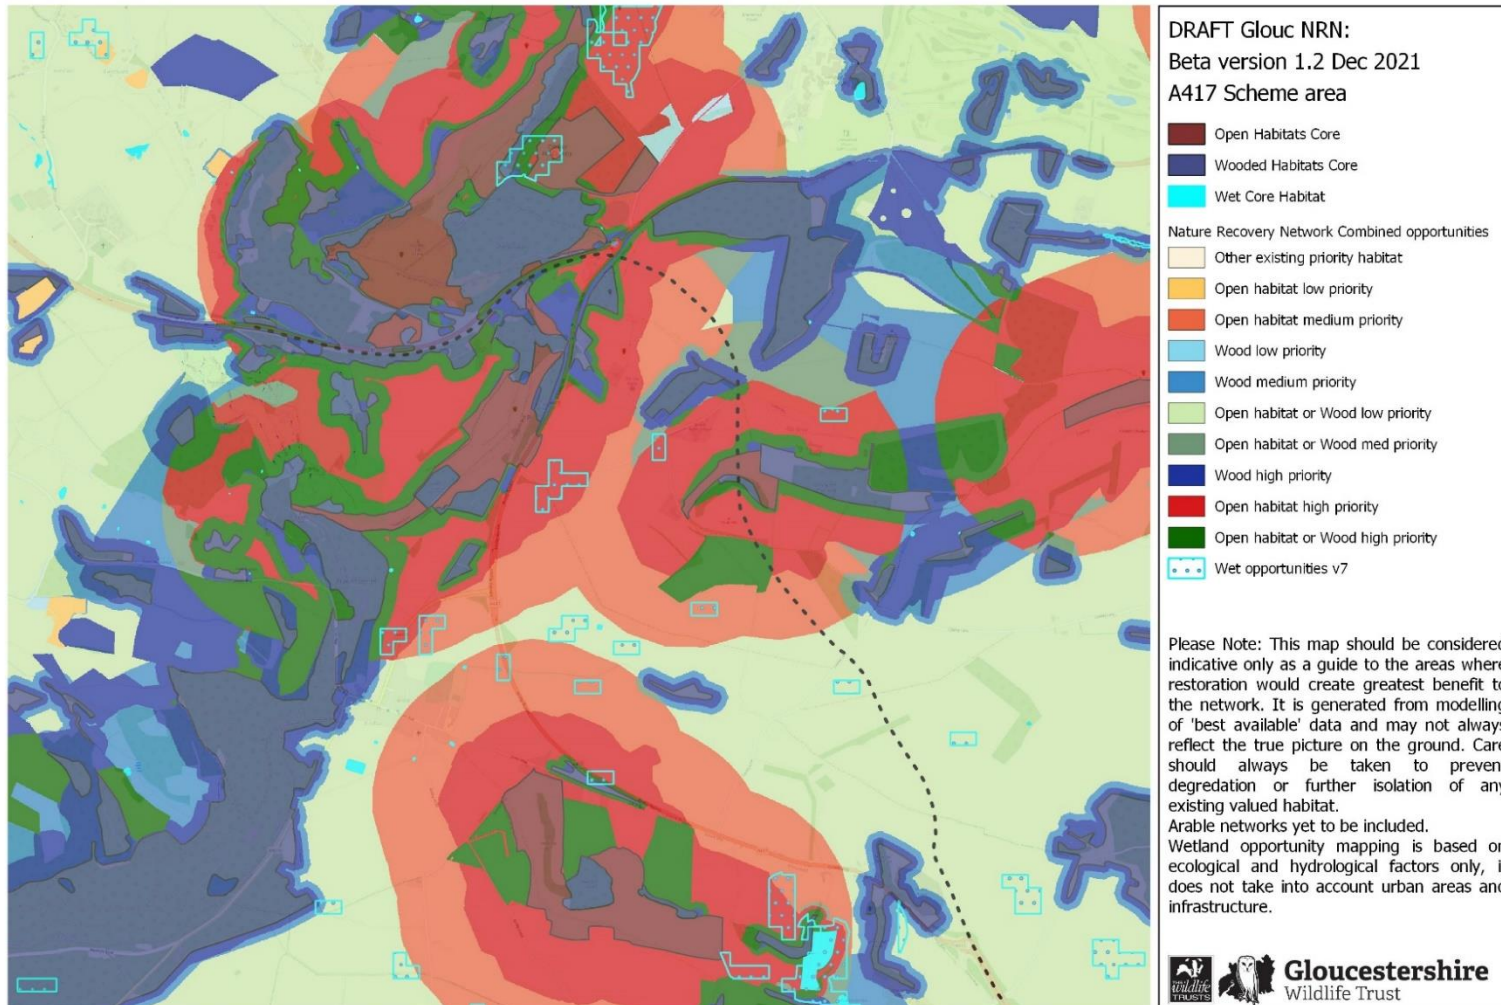 DRAFT Glouc NRN:
Beta version 1.2 Dec 2021
A417 Scheme area
Open Habitats Core
Wooded Habitats Core
Wet Core Habitat
Nature Recovery Network Combined opportunities
Other existing priority habitat
Open habitat low priority
Open habitat medium priority
Wood low priority
Wood medium priority
Open habitat or Wood low priority
Open habitat or Wood med priority
Wood high priority
Open habitat high priority
Open habitat or Wood high priority
Wet opportunities v7
Please Note: This map should be considered
indicative only as a guide to the areas where
restoration would create greatest benefit to
the network. It is generated from modelling
of 'best available' data and may not always
reflect the true picture on the ground. Care
should always be taken to preven
degredation or further isolation of any
existing valued habitat.
Arable networks yet to be included.
Wetland opportunity mapping is based on
ecological and hydrological factors only, i
does not take into account urban areas and
infrastructure.
wildlife
TRUSTS
Gloucestershire
Wildlife Trust